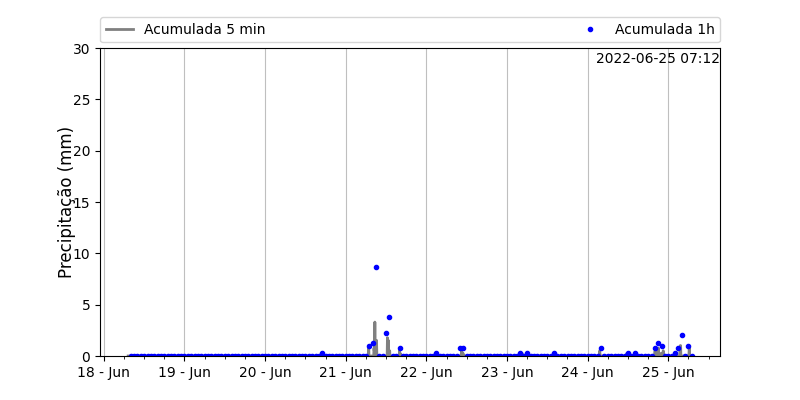 Acumulada 5 min
Acumulada 1h
2022-06-25 07:12
Precipitação (mm)
30
25
20
15
10
5
0
18 - Jun
19 - Jun
20 - Jun
21 - Jun
22 - Jun
23 - Jun
24 - Jun
25 - Jun